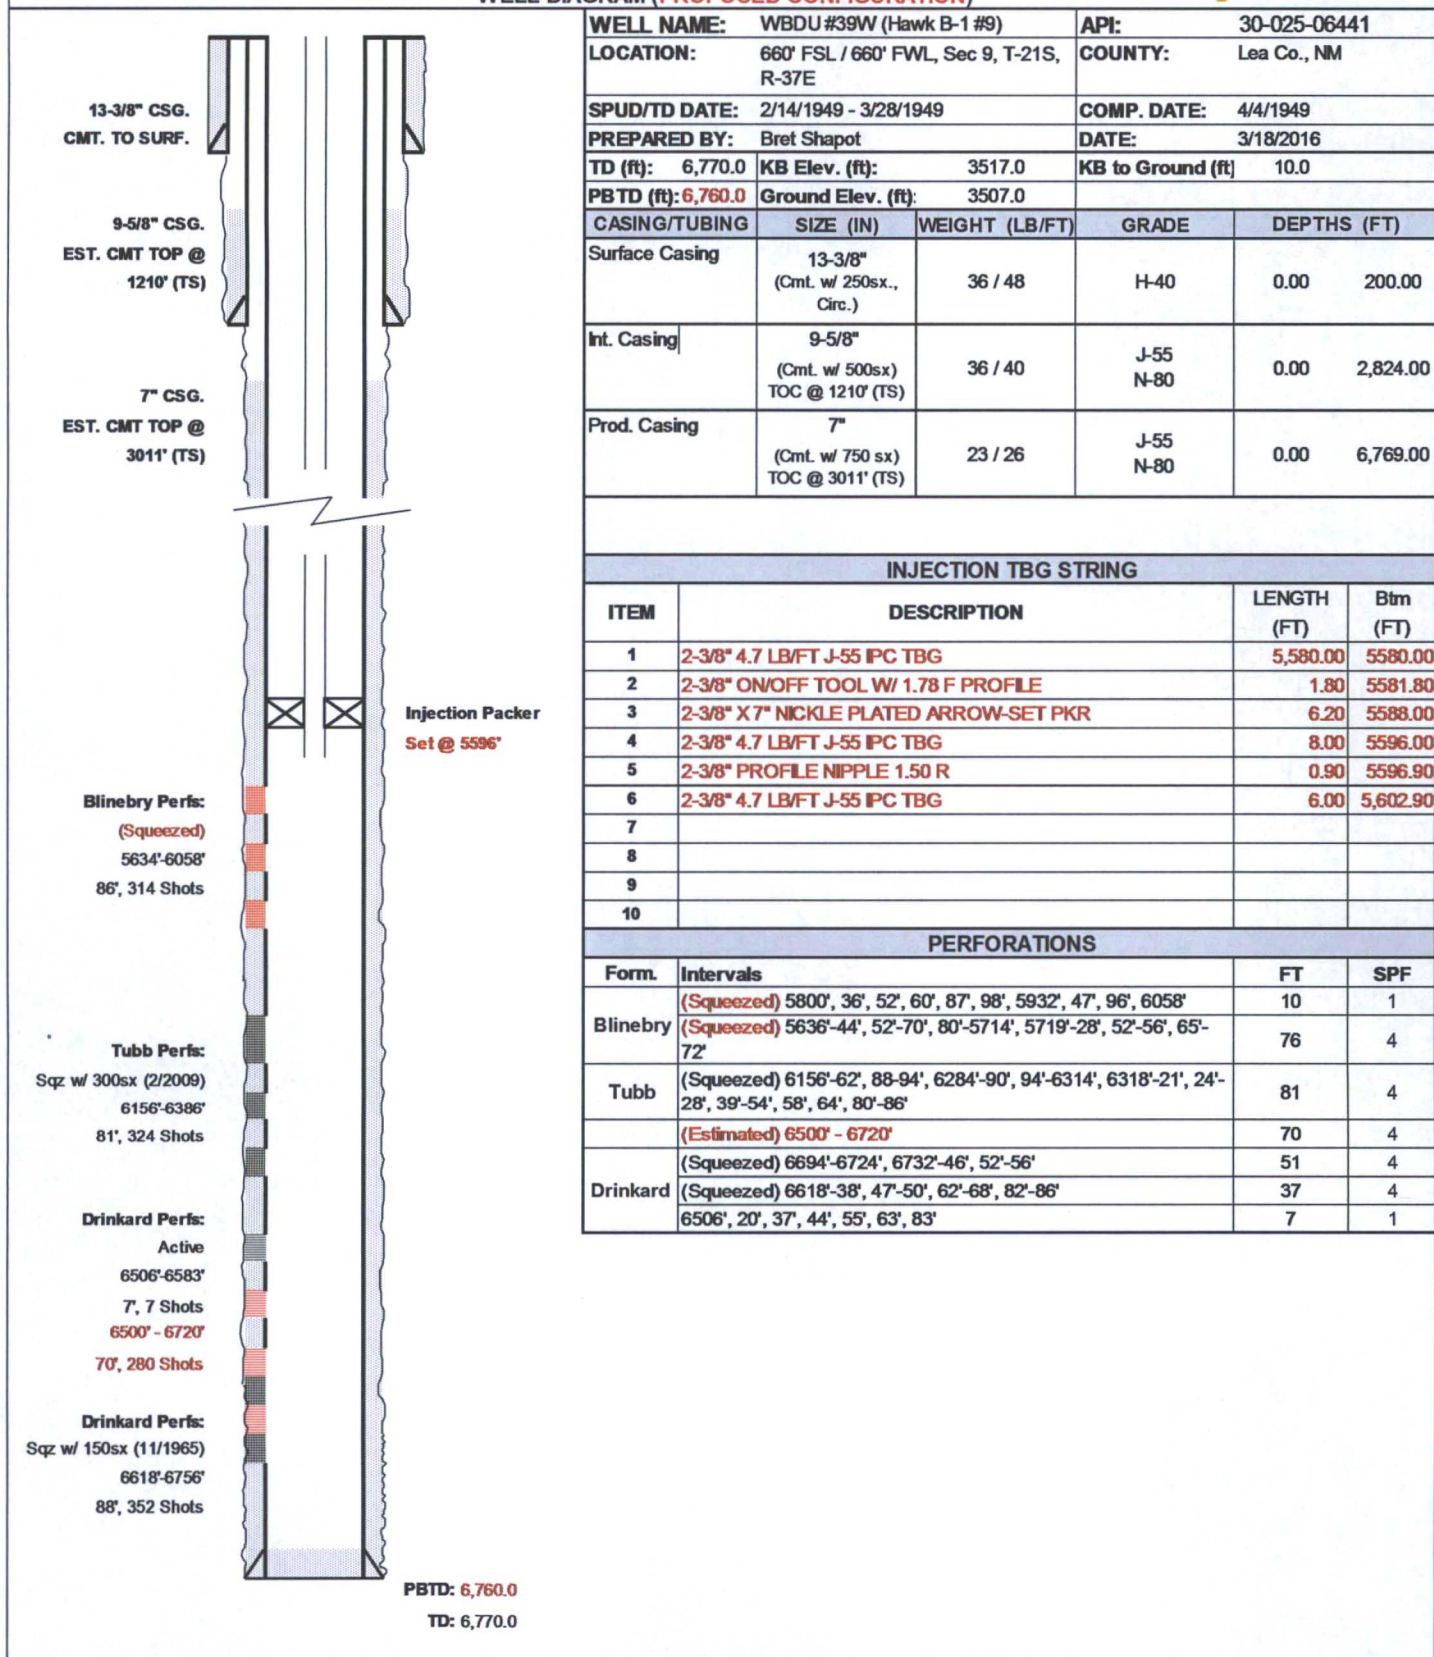 WELL DIAGRAM (PROPOSED CONFIGURATION)
WELL NAME: WBDU #39W (Hawk B-1 #9) API: 30-025-06441
LOCATION: 660' FSL / 660' FWL, Sec 9, T-21S, R-37E COUNTY: Lea Co., NM
SPUD/TD DATE: 2/14/1949 - 3/28/1949 COMP. DATE: 4/4/1949
PREPARED BY: Bret Shapot DATE: 3/18/2016
TD (ft): 6,770.0 KB Elev. (ft): 3517.0 KB to Ground (ft) 10.0
PBTD (ft): 6,760.0 Ground Elev. (ft): 3507.0
CASING/TUBING SIZE (IN) WEIGHT (LB/FT) GRADE DEPTHS (FT)
Surface Casing 13-3/8" (Cmt. w/ 250sx., Circ.) 36 / 48 H-40 0.00 200.00
Int. Casing 9-5/8" (Cmt. w/ 500sx) TOC @ 1210' (TS) 36 / 40 J-55 N-80 0.00 2,824.00
Prod. Casing 7" (Cmt. w/ 750 sx) TOC @ 3011' (TS) 23 / 26 J-55 N-80 0.00 6,769.00
INJECTION TBG STRING
ITEM DESCRIPTION LENGTH (FT) Btm (FT)
1 2-3/8" 4.7 LB/FT J-55 IPC TBG 5,580.00 5580.00
2 2-3/8" ON/OFF TOOL W/ 1.78 F PROFILE 1.80 5581.80
3 2-3/8" X 7" NICKLE PLATED ARROW-SET PKR 6.20 5588.00
4 2-3/8" 4.7 LB/FT J-55 IPC TBG 8.00 5596.00
5 2-3/8" PROFILE NIPPLE 1.50 R 0.90 5596.90
6 2-3/8" 4.7 LB/FT J-55 IPC TBG 6.00 5,602.90
7
8
9
10
PERFORATIONS
Form. Intervals FT SPF
Blinebry (Squeezed) 5800', 36', 52', 60', 87', 98', 5932', 47', 96', 6058' 10 1
(Squeezed) 5636'-44', 52'-70', 80'-5714', 5719'-28', 52'-56', 65'-72' 76 4
Tubb (Squeezed) 6156'-62', 88-94', 6284'-90', 94'-6314', 6318'-21', 24'-28', 39'-54', 58', 64', 80'-86' 81 4
(Estimated) 6500' - 6720' 70 4
Drinkard (Squeezed) 6694'-6724', 6732'-46', 52'-56' 51 4
(Squeezed) 6618'-38', 47'-50', 62'-68', 82'-86' 37 4
6506', 20', 37', 44', 55', 63', 83' 7 1
13-3/8" CSG.
CMT. TO SURF.
9-5/8" CSG.
EST. CMT TOP @
1210' (TS)
7" CSG.
EST. CMT TOP @
3011' (TS)
Injection Packer
Set @ 5596'
Blinebry Perfs:
(Squeezed)
5634'-6058'
86', 314 Shots
Tubb Perfs:
Sqz w/ 300sx (2/2009)
6156'-6386'
81', 324 Shots
Drinkard Perfs:
Active
6506'-6583'
7', 7 Shots
6500' - 6720'
70', 280 Shots
Drinkard Perfs:
Sqz w/ 150sx (11/1965)
6618'-6756'
88', 352 Shots
PBTD: 6,760.0
TD: 6,770.0